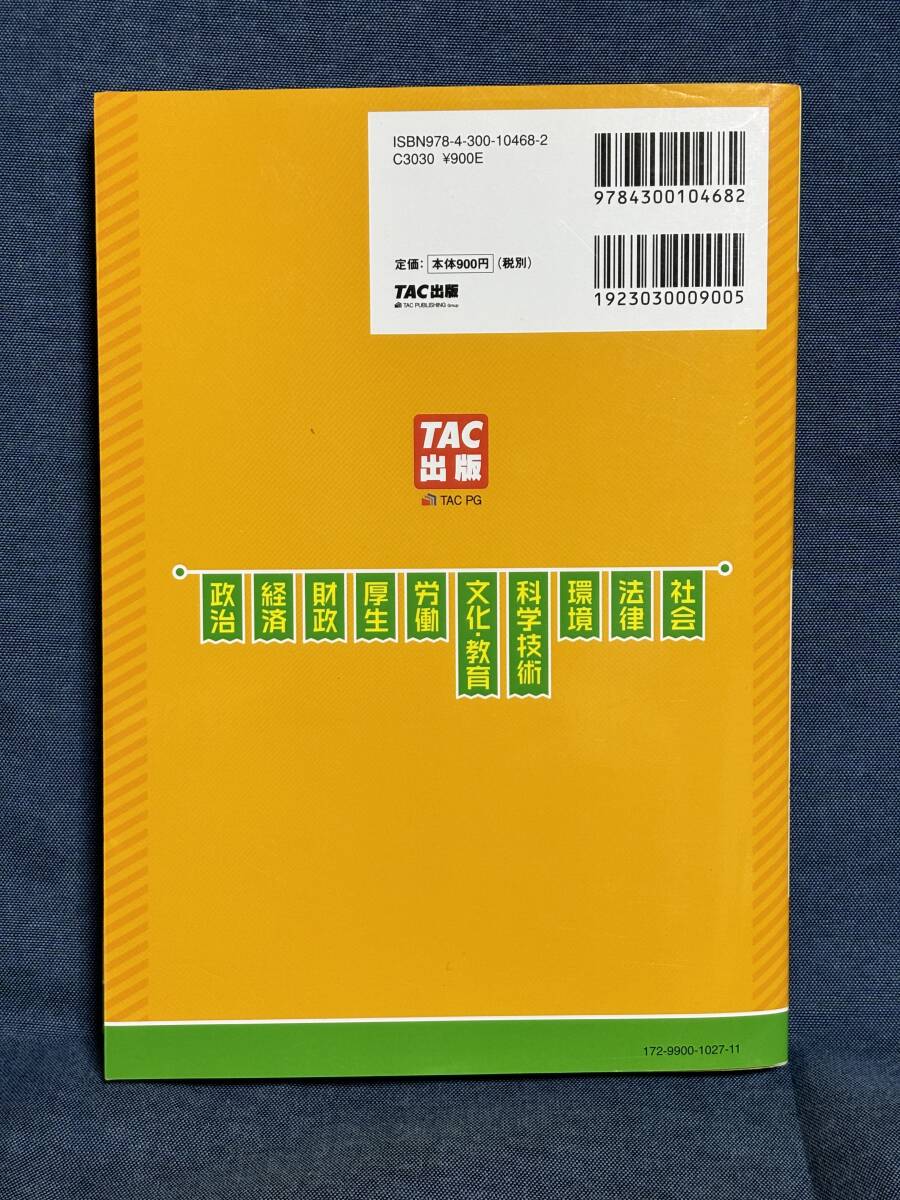 ISBN978-4-300-10468-2
C3030 ¥900E
9784300104682
定価：本体900円（税別）
TAC出版
TAC PUBLISHING Group
1923030009005
TAC
出版
TAC PG
政治
経済
財政
厚生
労働
文化・教育
科学技術
環境
法律
社会
172-9900-1027-11